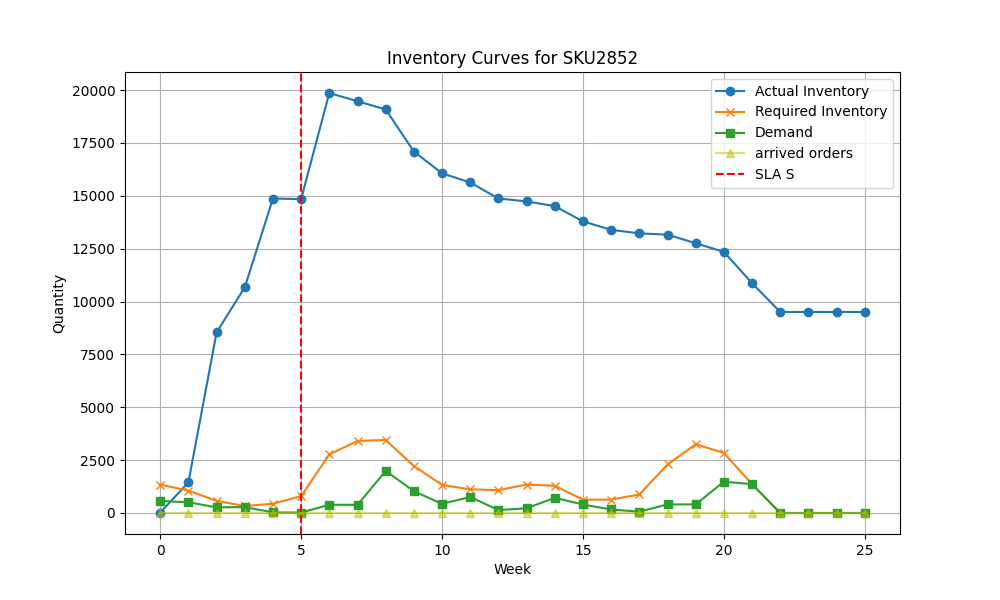 Inventory Curves for SKU2852
Actual Inventory
Required Inventory
Demand
arrived orders
SLA S
Quantity
20000
17500
15000
12500
10000
7500
5000
2500
0
0 5 10 15 20 25
Week